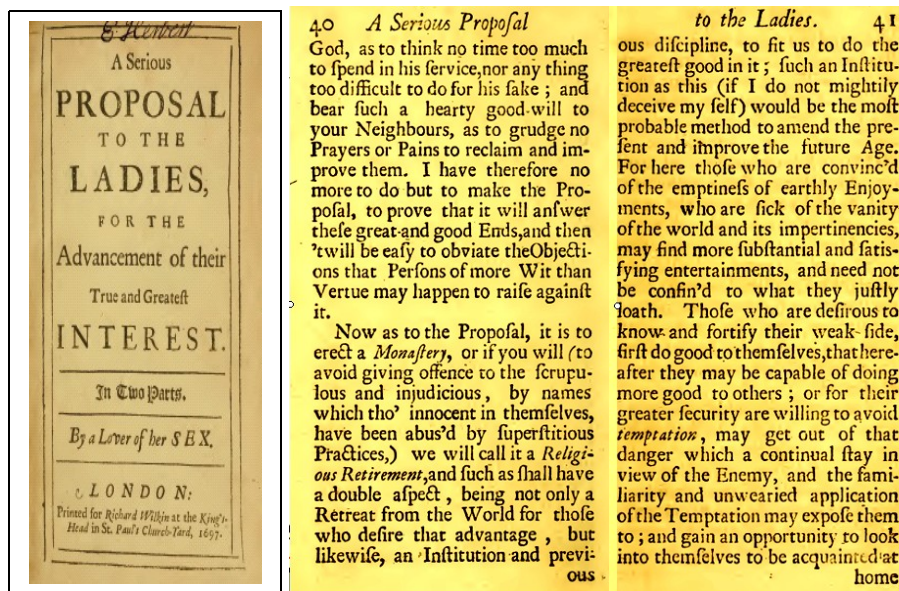 E Herbert
A Serious
PROPOSAL
TO THE
LADIES,
FOR THE
Advancement of their
True and Greateſt
INTEREST.
In Two Parts.
By a Lover of her SEX.
LONDON:
Printed for Richard Wilkin at the King's-
Head in St. Paul's Church-Yard, 1697.
40 A Serious Propoſal
God, as to think no time too much
to ſpend in his ſervice,nor any thing
too difficult to do for his ſake ; and
bear ſuch a hearty good-will to
your Neighbours, as to grudge no
Prayers or Pains to reclaim and im-
prove them. I have therefore no
more to do but to make the Pro-
poſal, to prove that it will anſwer
theſe great and good Ends,and then
'twill be eaſy to obviate theObjecti-
ons that Perſons of more Wit than
Vertue may happen to raiſe againſt
it.
Now as to the Propoſal, it is to
erect a Monaſtery, or if you will (to
avoid giving offence to the ſcrupu-
lous and injudicious, by names
which tho' innocent in themſelves,
have been abus'd by ſuperſtitious
Practices,) we will call it a Religi-
ous Retirement,and ſuch as ſhall have
a double aſpect , being not only a
Retreat from the World for thoſe
who deſire that advantage , but
likewiſe, an Inſtitution and previ-
ous
to the Ladies. 41
ous diſcipline, to fit us to do the
greateſt good in it ; ſuch an Inſtitu-
tion as this (if I do not mightily
deceive my ſelf) would be the moſt
probable method to amend the pre-
ſent and improve the future Age.
For here thoſe who are convinc'd
of the emptineſs of earthly Enjoy-
ments, who are ſick of the vanity
of the world and its impertinencies,
may find more ſubſtantial and ſatis-
fying entertainments, and need not
be confin'd to what they juſtly
loath. Thoſe who are deſirous to
know and fortify their weak-ſide,
firſt do good to themſelves,that here-
after they may be capable of doing
more good to others ; or for their
greater ſecurity are willing to avoid
temptation, may get out of that
danger which a continual ſtay in
view of the Enemy, and the fami-
liarity and unwearied application
of the Temptation may expoſe them
to ; and gain an opportunity to look
into themſelves to be acquainted at
home